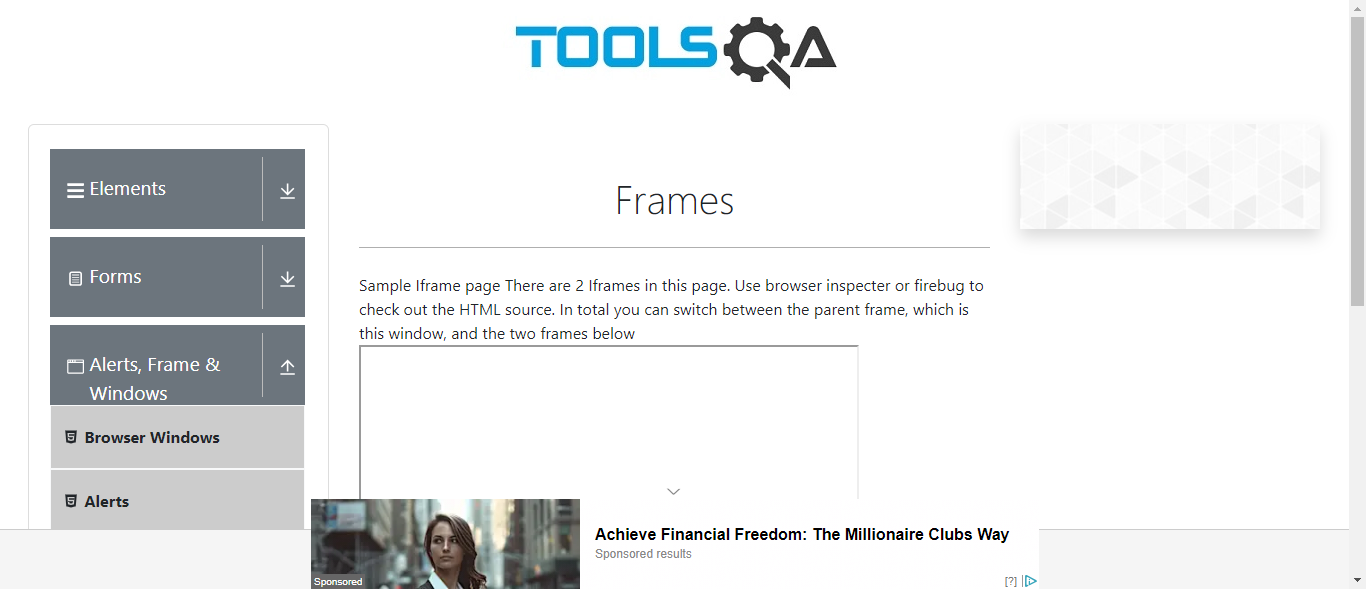 TOOLSQA
Elements
Forms
Alerts, Frame &
Windows
Browser Windows
Alerts
Frames
Sample Iframe page There are 2 Iframes in this page. Use browser inspecter or firebug to
check out the HTML source. In total you can switch between the parent frame, which is
this window, and the two frames below
Sponsored
Achieve Financial Freedom: The Millionaire Clubs Way
Sponsored results
[?]